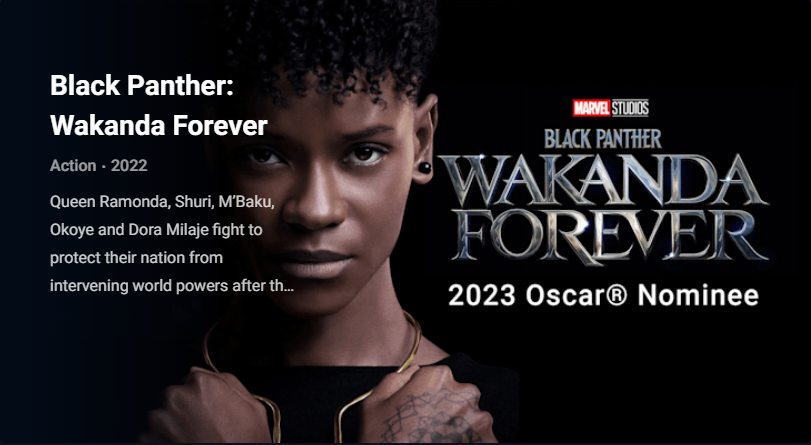 Black Panther:
Wakanda Forever
Action · 2022
Queen Ramonda, Shuri, M’Baku,
Okoye and Dora Milaje fight to
protect their nation from
intervening world powers after th…
MARVEL STUDIOS
BLACK PANTHER
WAKANDA
FOREVER
2023 Oscar® Nominee